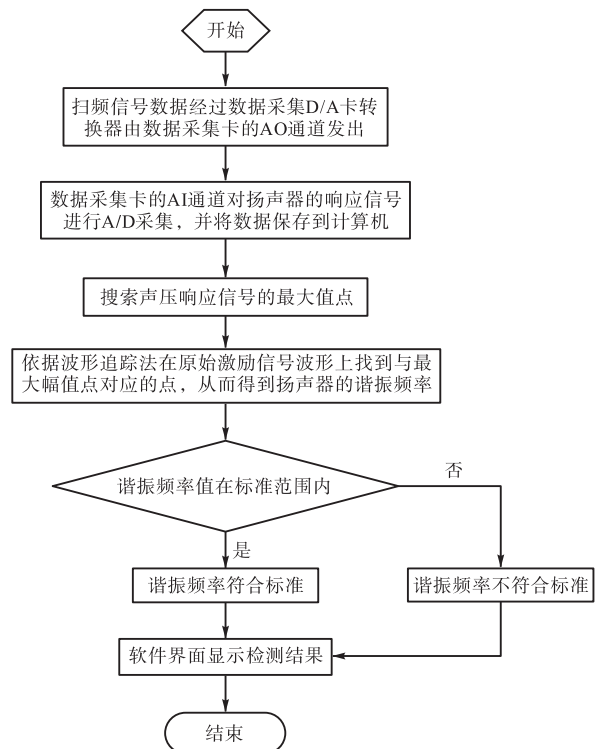 开始
扫频信号数据经过数据采集D/A卡转
换器由数据采集卡的AO通道发出
数据采集卡的AI通道对扬声器的响应信号
进行A/D采集，并将数据保存到计算机
搜索声压响应信号的最大值点
依据波形追踪法在原始激励信号波形上找到与最
大幅值点对应的点，从而得到扬声器的谐振频率
谐振频率值在标准范围内
否
是
谐振频率符合标准
谐振频率不符合标准
软件界面显示检测结果
结束